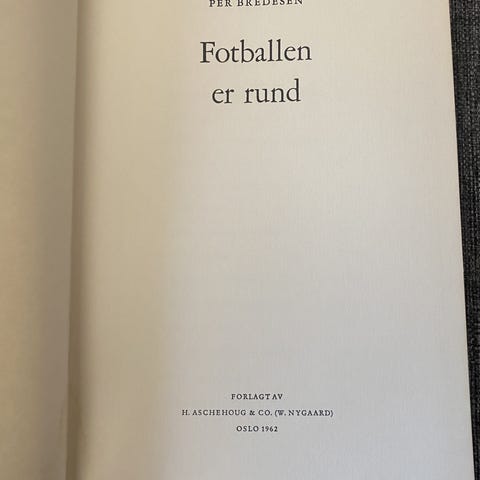 PER BREDESEN
Fotballen
er rund
FORLAGT AV
H. ASCHEHOUG & CO. (W. NYGAARD)
OSLO 1962